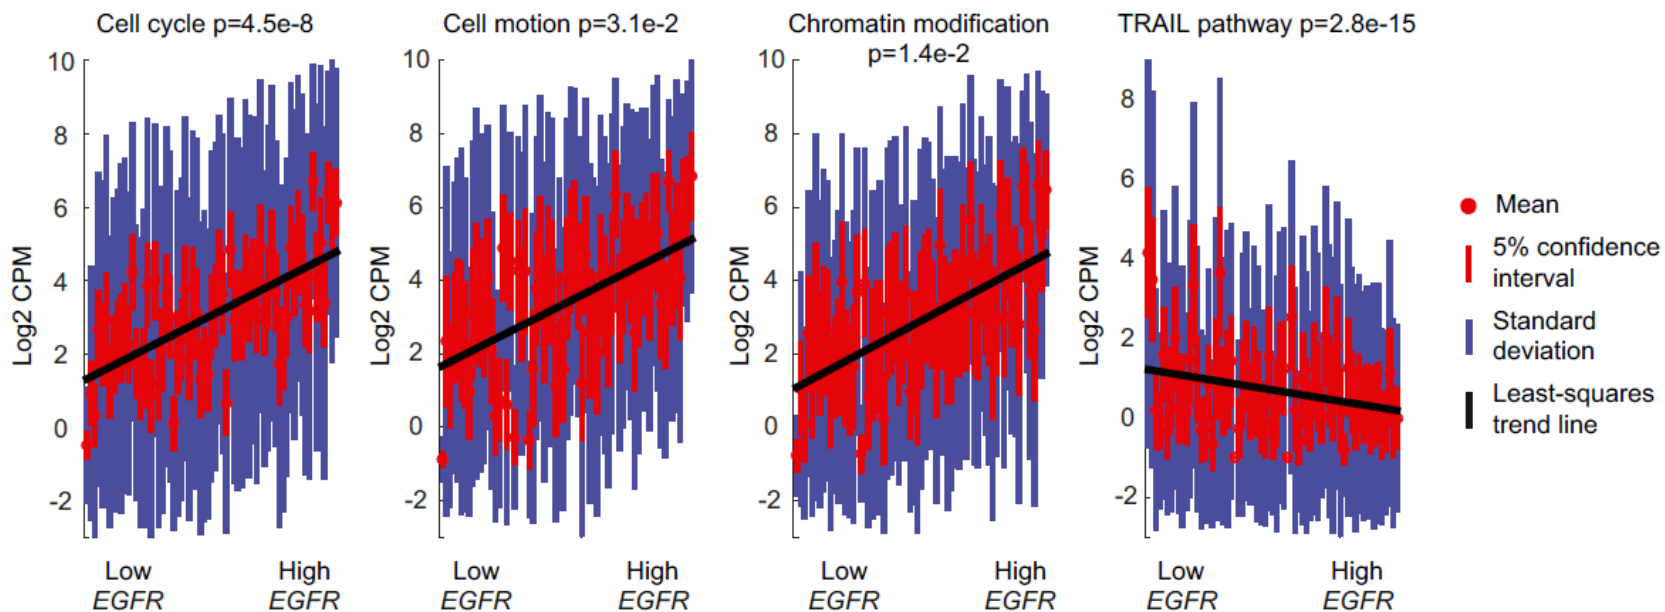 Cell cycle p=4.5e-8
Log2 CPM
10
8
6
4
2
0
-2
Low
EGFR
High
EGFR
Cell motion p=3.1e-2
Log2 CPM
10
8
6
4
2
0
-2
Low
EGFR
High
EGFR
Chromatin modification
p=1.4e-2
Log2 CPM
10
8
6
4
2
0
-2
Low
EGFR
High
EGFR
TRAIL pathway p=2.8e-15
Log2 CPM
8
6
4
2
0
-2
Low
EGFR
High
EGFR
Mean
5% confidence
interval
Standard
deviation
Least-squares
trend line